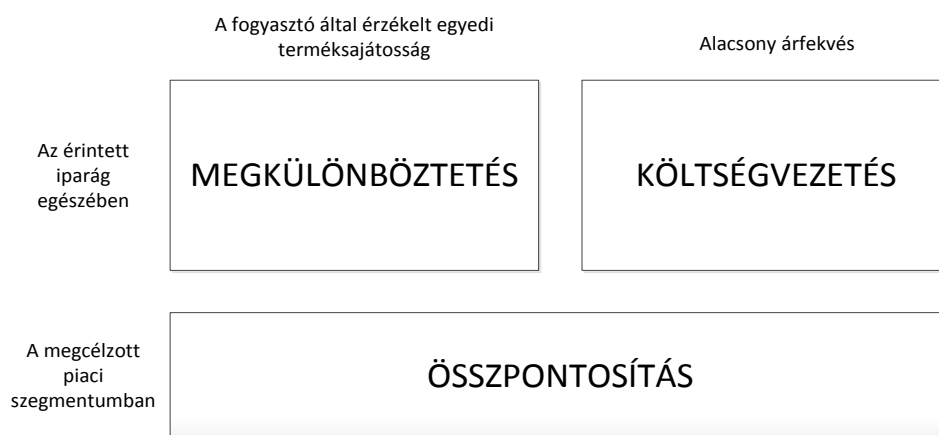 A fogyasztó által érzékelt egyedi
terméksajátosság
Alacsony árfekvés
Az érintett
iparág
egészében
MEGKÜLÖNBÖZTETÉS
KÖLTSÉGVEZETÉS
A megcélzott
piaci
szegmentumban
ÖSSZPONTOSÍTÁS